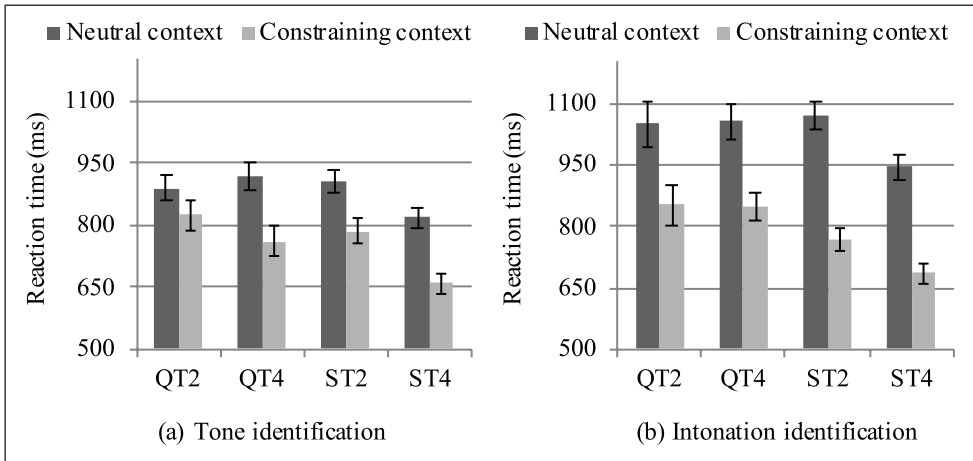 Neutral context Constraining context
1100
950
800
650
500
Reaction time (ms)
QT2 QT4 ST2 ST4
(a) Tone identification
Neutral context Constraining context
1100
950
800
650
500
Reaction time (ms)
QT2 QT4 ST2 ST4
(b) Intonation identification